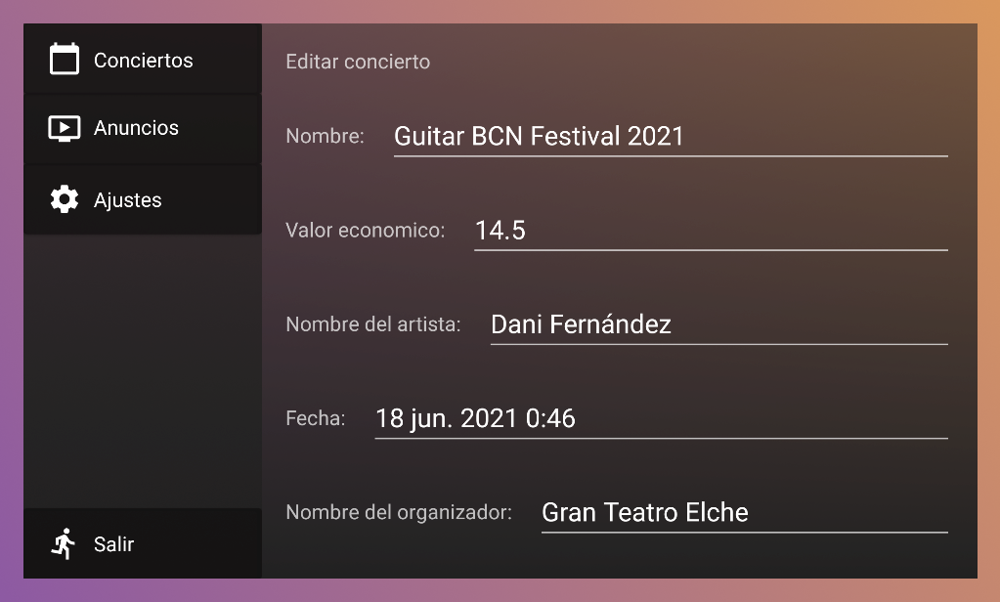 Conciertos
Anuncios
Ajustes
Salir
Editar concierto
Nombre: Guitar BCN Festival 2021
Valor economico: 14.5
Nombre del artista: Dani Fernández
Fecha: 18 jun. 2021 0:46
Nombre del organizador: Gran Teatro Elche